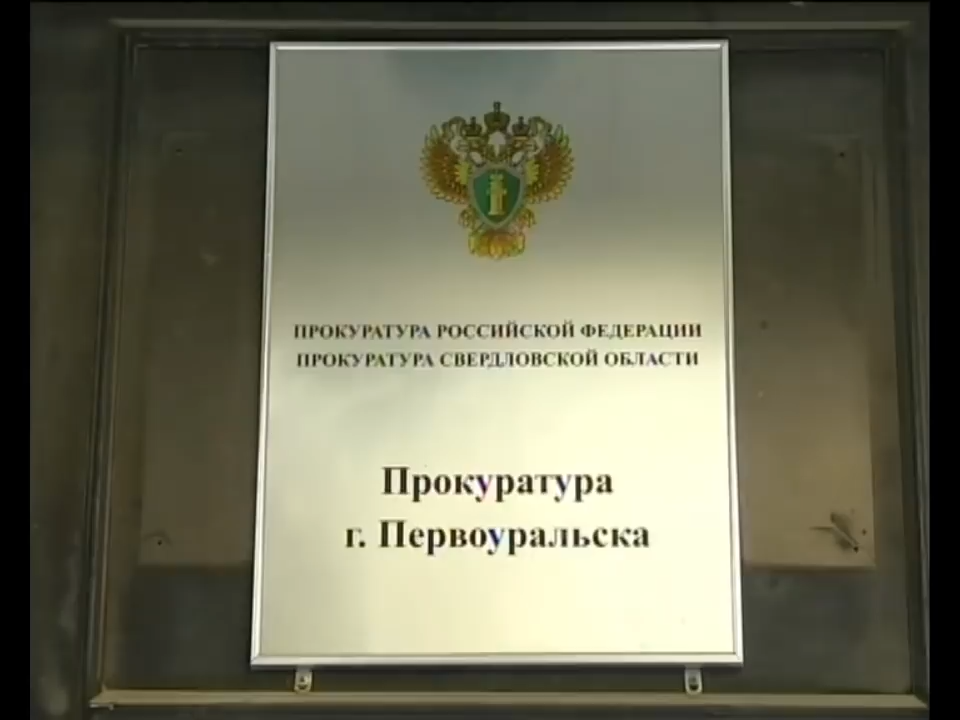 ПРОКУРАТУРА РОССИЙСКОЙ ФЕДЕРАЦИИ
ПРОКУРАТУРА СВЕРДЛОВСКОЙ ОБЛАСТИ
Прокуратура
г. Первоуральска